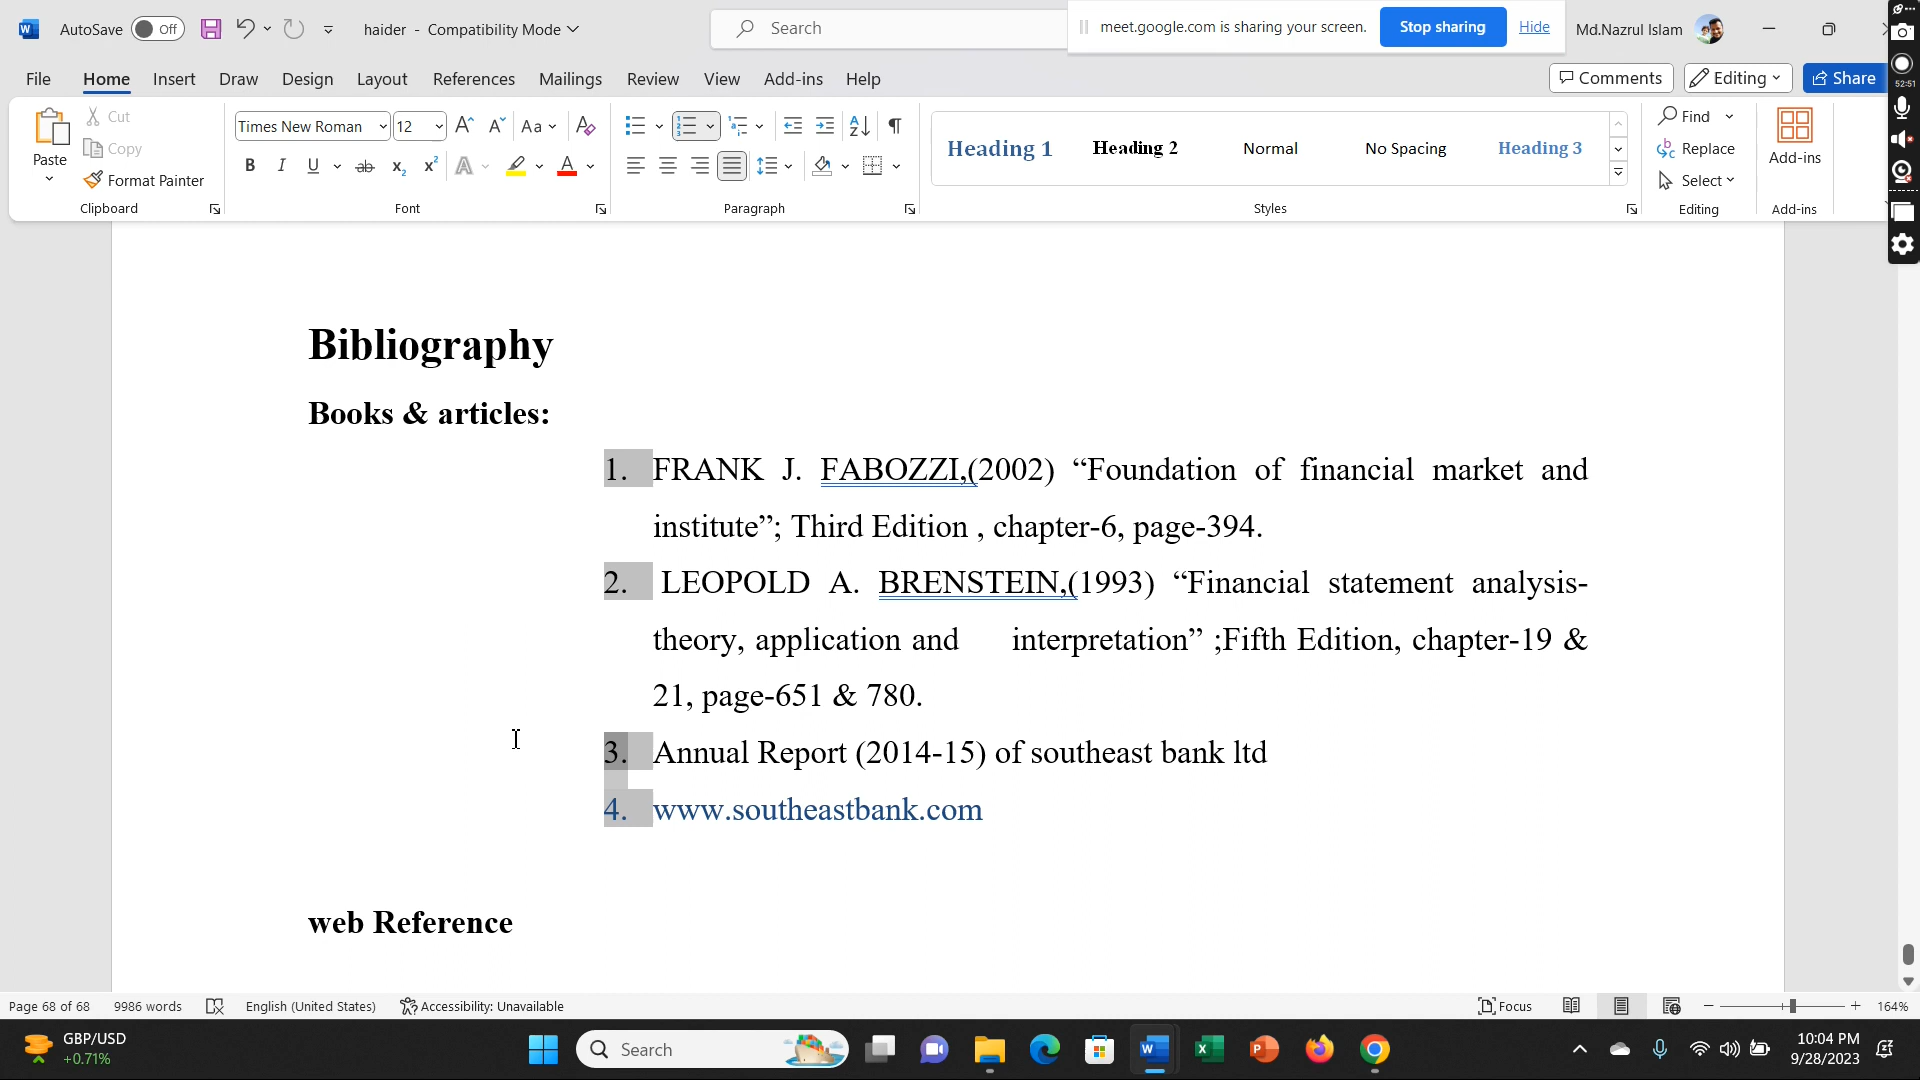 AutoSave Off haider - Compatibility Mode Search meet.google.com is sharing your screen. Stop sharing Hide Md.Nazrul Islam
File Home Insert Draw Design Layout References Mailings Review View Add-ins Help Comments Editing Share
52:51
Paste Cut Copy Format Painter
Clipboard
Times New Roman 12 Aa
B I U ab x₂ x² A A
Font
Paragraph
Heading 1 Heading 2 Normal No Spacing Heading 3
Styles
Find
Replace
Select
Editing
Add-ins
Add-ins
Bibliography
Books & articles:
1. FRANK J. FABOZZI,(2002) “Foundation of financial market and
institute”; Third Edition , chapter-6, page-394.
2. LEOPOLD A. BRENSTEIN,(1993) “Financial statement analysis-
theory, application and interpretation” ;Fifth Edition, chapter-19 &
21, page-651 & 780.
3. Annual Report (2014-15) of southeast bank ltd
4. www.southeastbank.com
web Reference
Page 68 of 68 9986 words English (United States) Accessibility: Unavailable Focus 164%
GBP/USD
+0.71%
Search
10:04 PM
9/28/2023